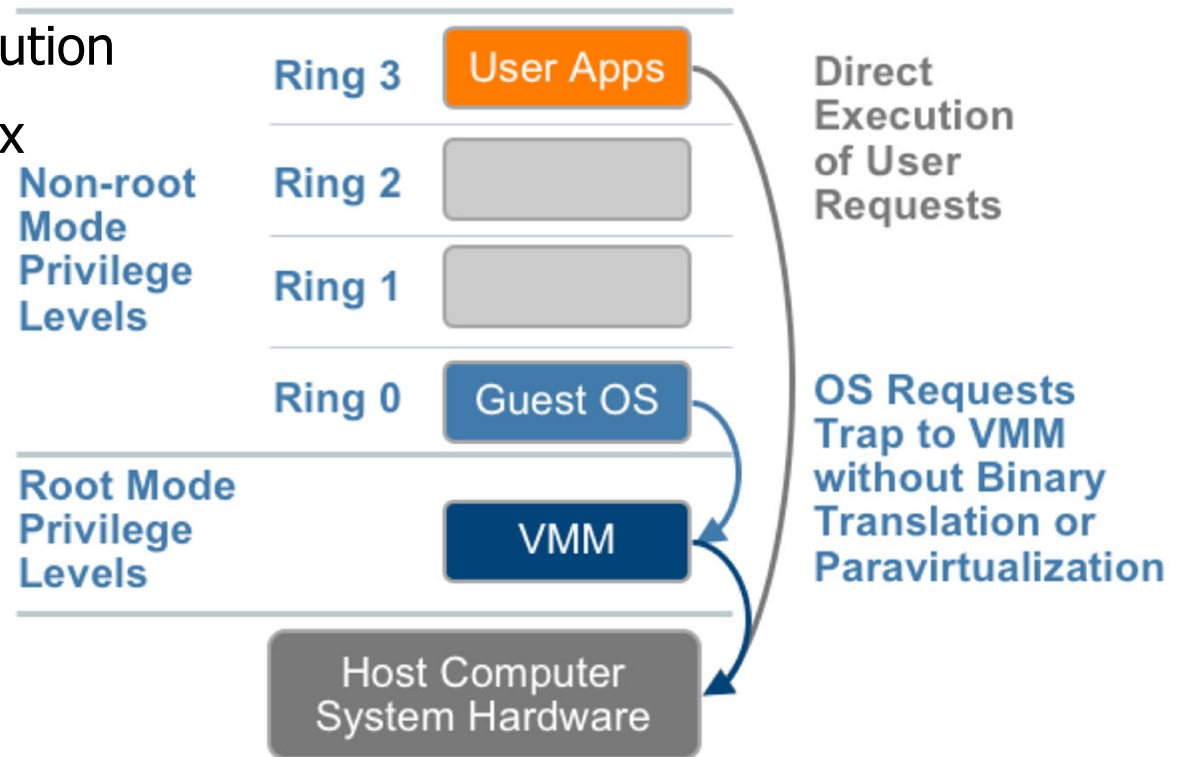 ution
x
Ring 3
User Apps
Direct
Execution
of User
Requests
Non-root
Mode
Privilege
Levels
Ring 2
Ring 1
Ring 0
Guest OS
OS Requests
Trap to VMM
without Binary
Translation or
Paravirtualization
Root Mode
Privilege
Levels
VMM
Host Computer
System Hardware